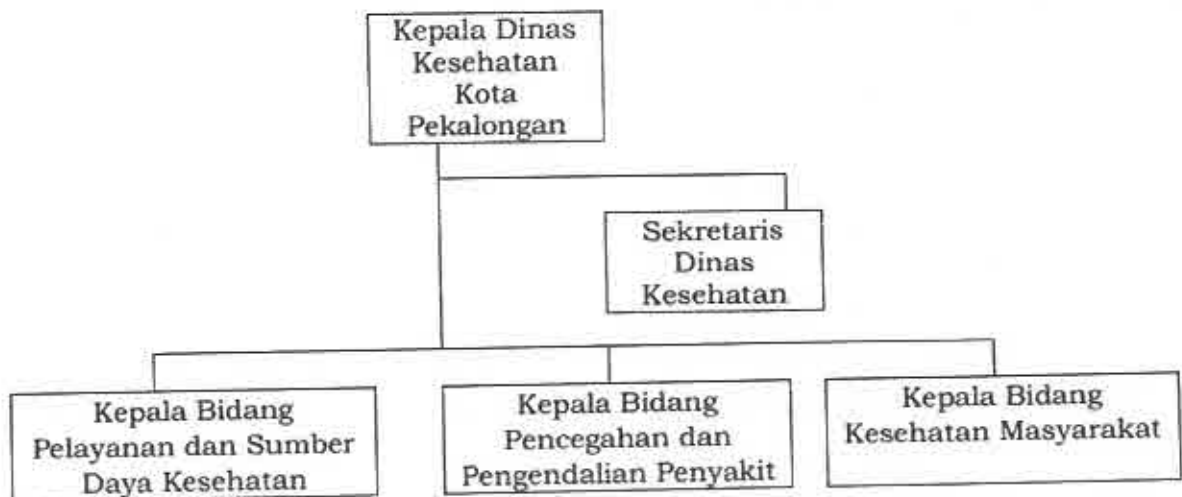 Kepala Dinas
Kesehatan
Kota
Pekalongan
Sekretaris
Dinas
Kesehatan
Kepala Bidang
Pelayanan dan Sumber
Daya Kesehatan
Kepala Bidang
Pencegahan dan
Pengendalian Penyakit
Kepala Bidang
Kesehatan Masyarakat